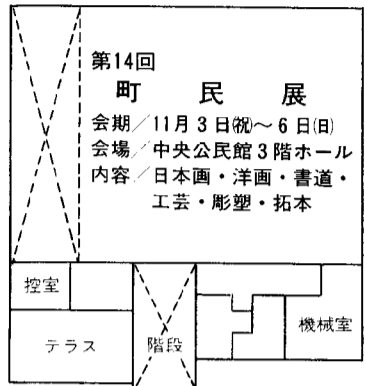 第14回
町民展
会期／11月3日㈷～6日㈰
会場／中央公民館3階ホール
内容／日本画・洋画・書道・
工芸・彫塑・拓本
控室
テラス
階段
機械室